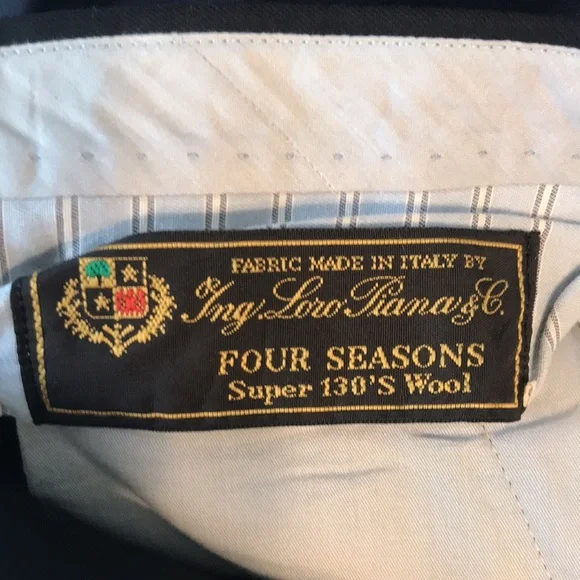 FABRIC MADE IN ITALY BY
Ing. Loro Piana & C.
FOUR SEASONS
Super 130'S Wool